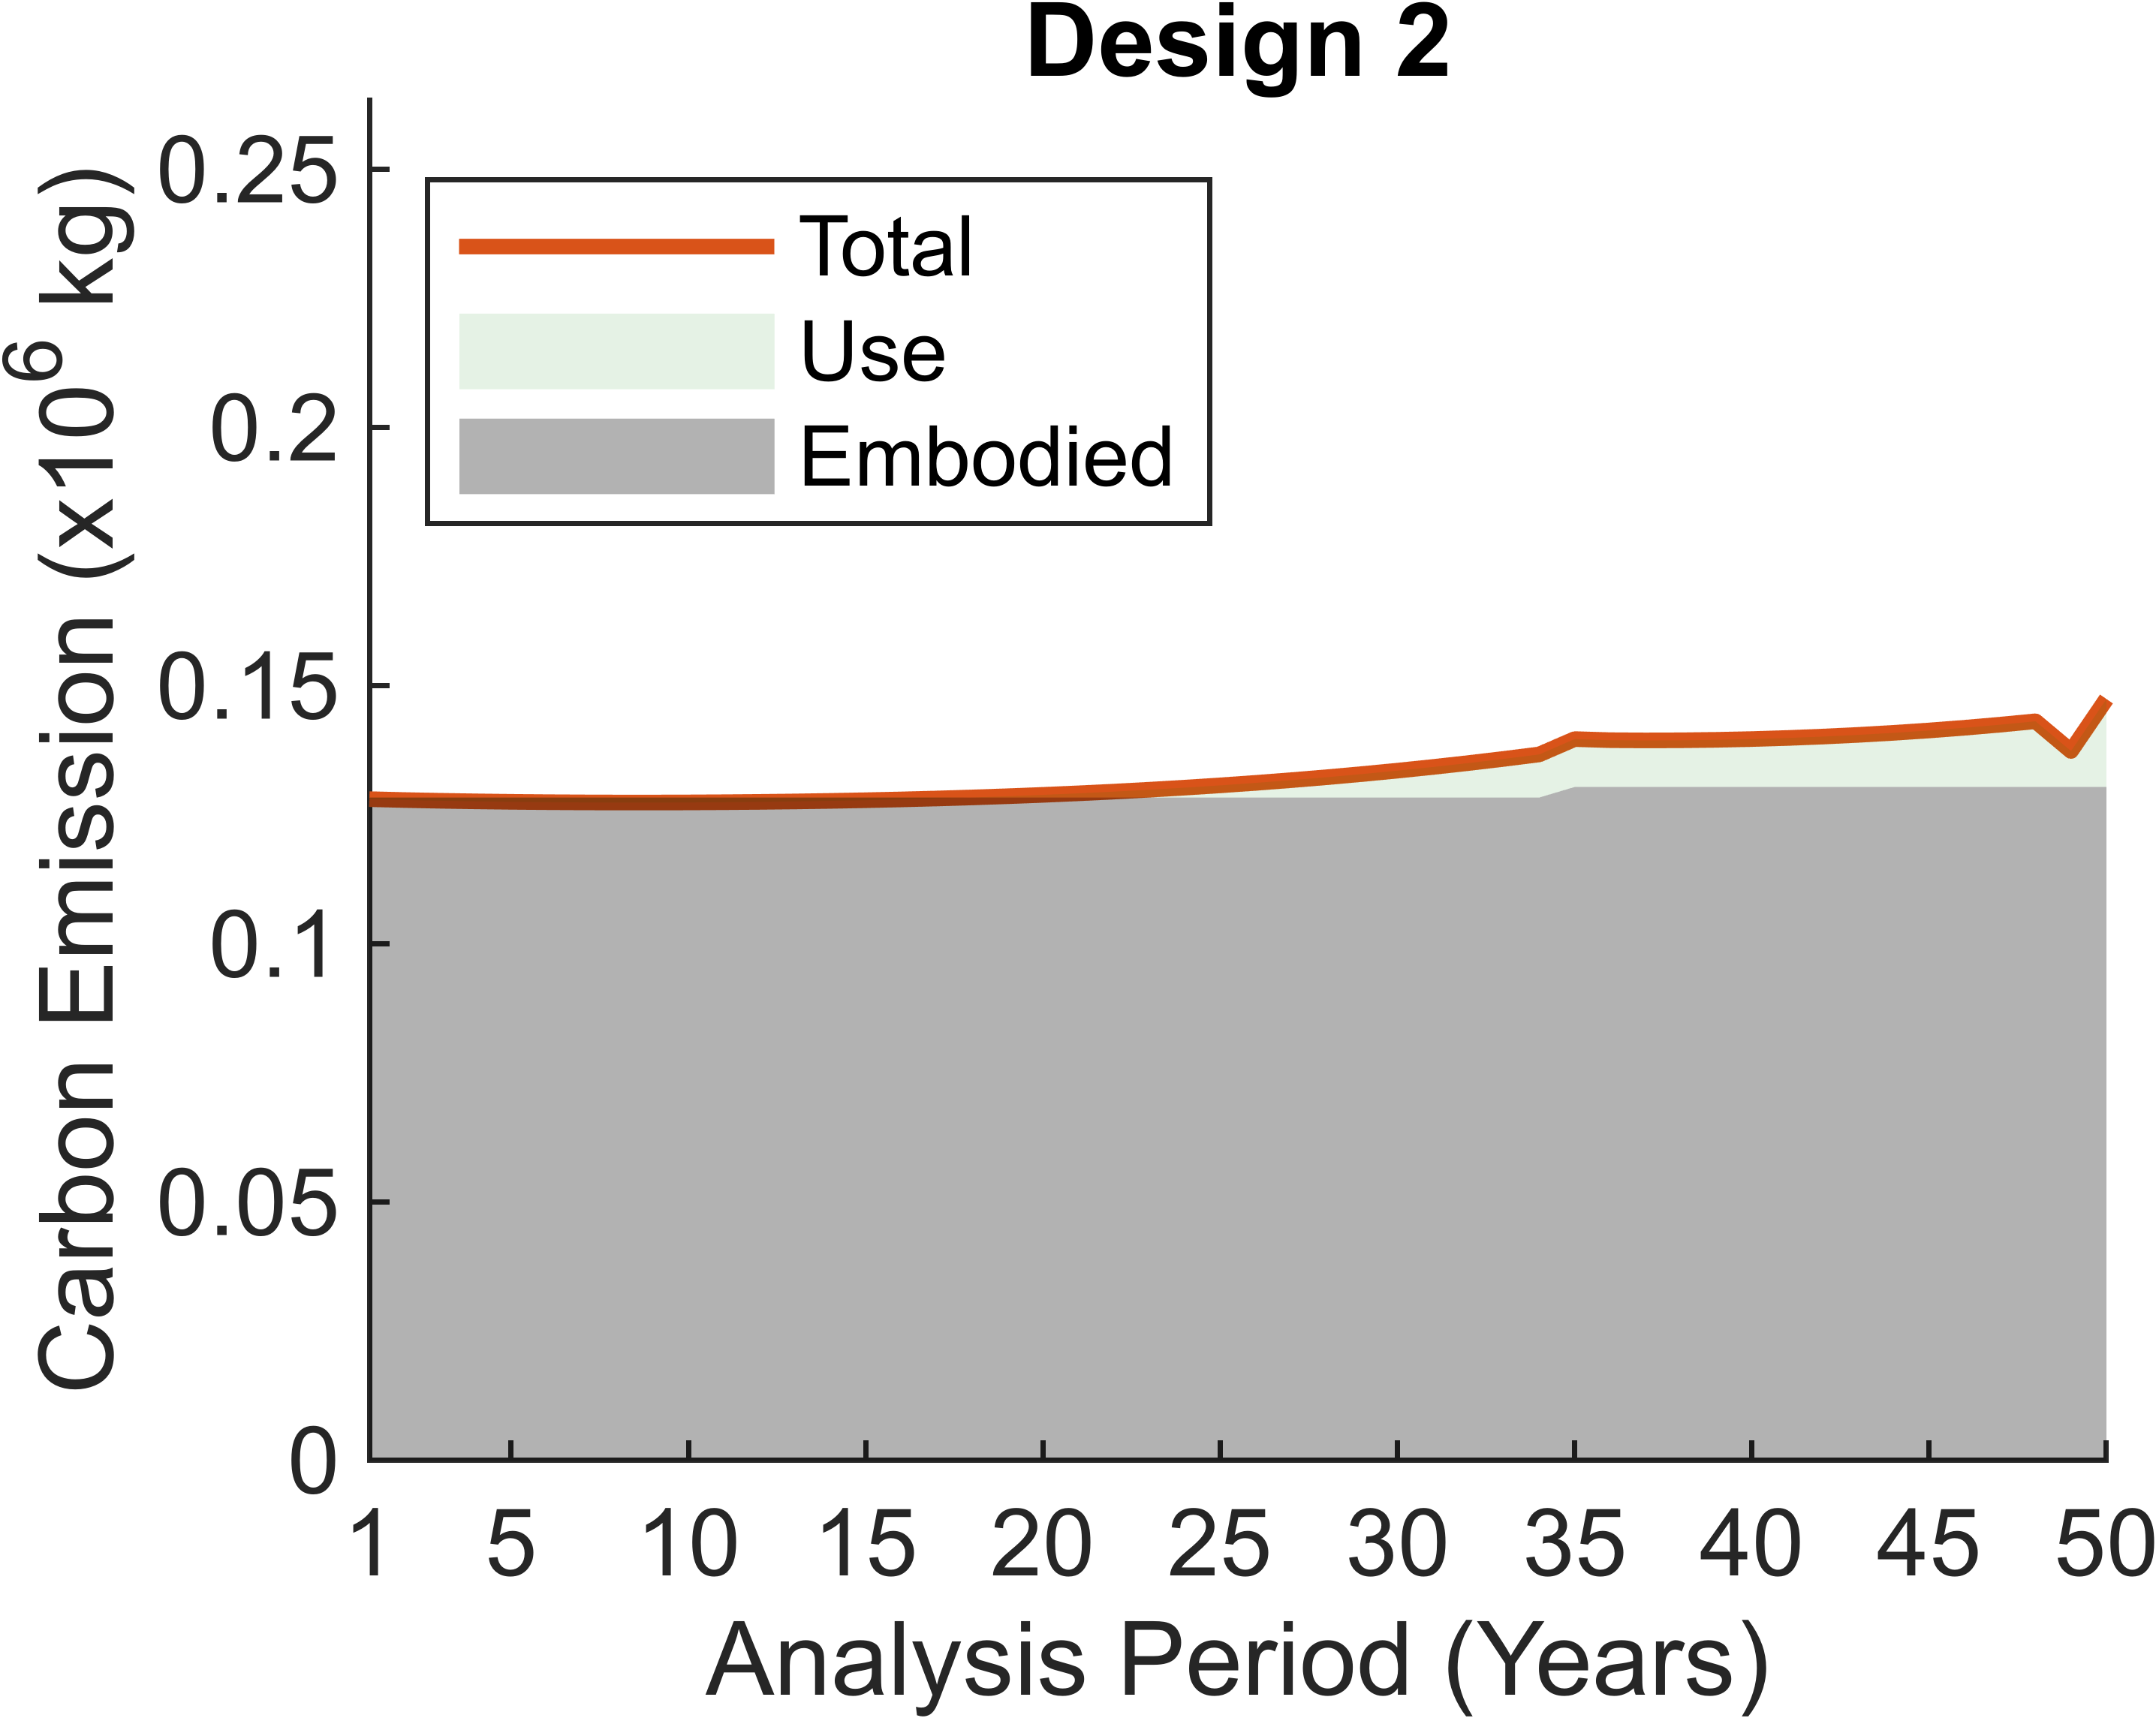 Design 2
Carbon Emission (x10⁶ kg)
0.25
0.2
0.15
0.1
0.05
0
Total
Use
Embodied
1 5 10 15 20 25 30 35 40 45 50
Analysis Period (Years)